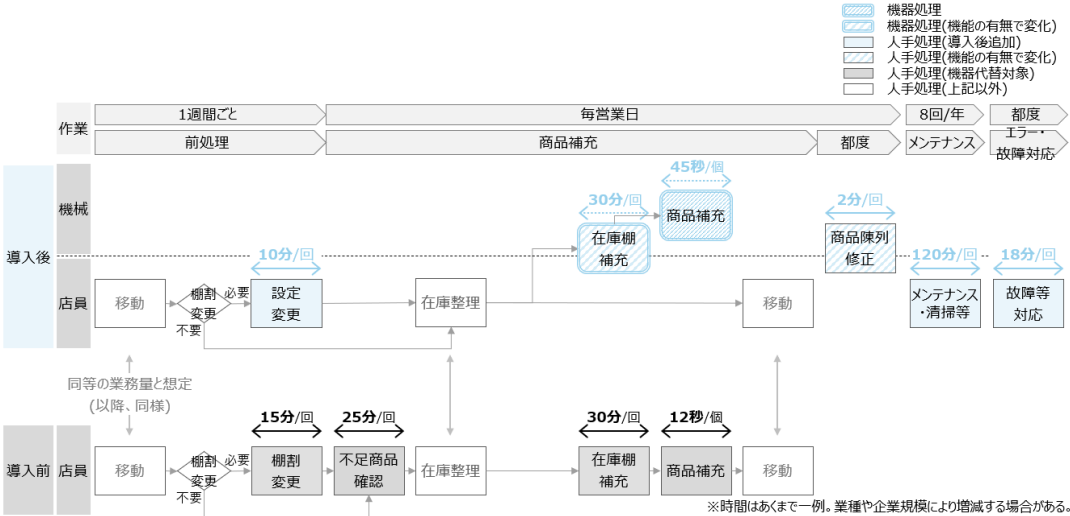 機器処理
機器処理(機能の有無で変化)
人手処理(導入後追加)
人手処理(機能の有無で変化)
人手処理(機器代替対象)
人手処理(上記以外)
作業
1週間ごと
毎営業日
8回/年
都度
前処理
商品補充
都度
メンテナンス
エラー・
故障対応
導入後
機械
45秒/個
商品補充
30分/回
在庫棚
補充
2分/回
商品陳列
修正
店員
移動
棚割
変更
必要
不要
10分/回
設定
変更
在庫整理
移動
120分/回
メンテナンス
・清掃等
18分/回
故障等
対応
同等の業務量と想定
(以降、同様)
導入前
店員
移動
棚割
変更
必要
不要
15分/回
棚割
変更
25分/回
不足商品
確認
在庫整理
30分/回
在庫棚
補充
12秒/個
商品補充
移動
※時間はあくまで一例。業種や企業規模により増減する場合がある。